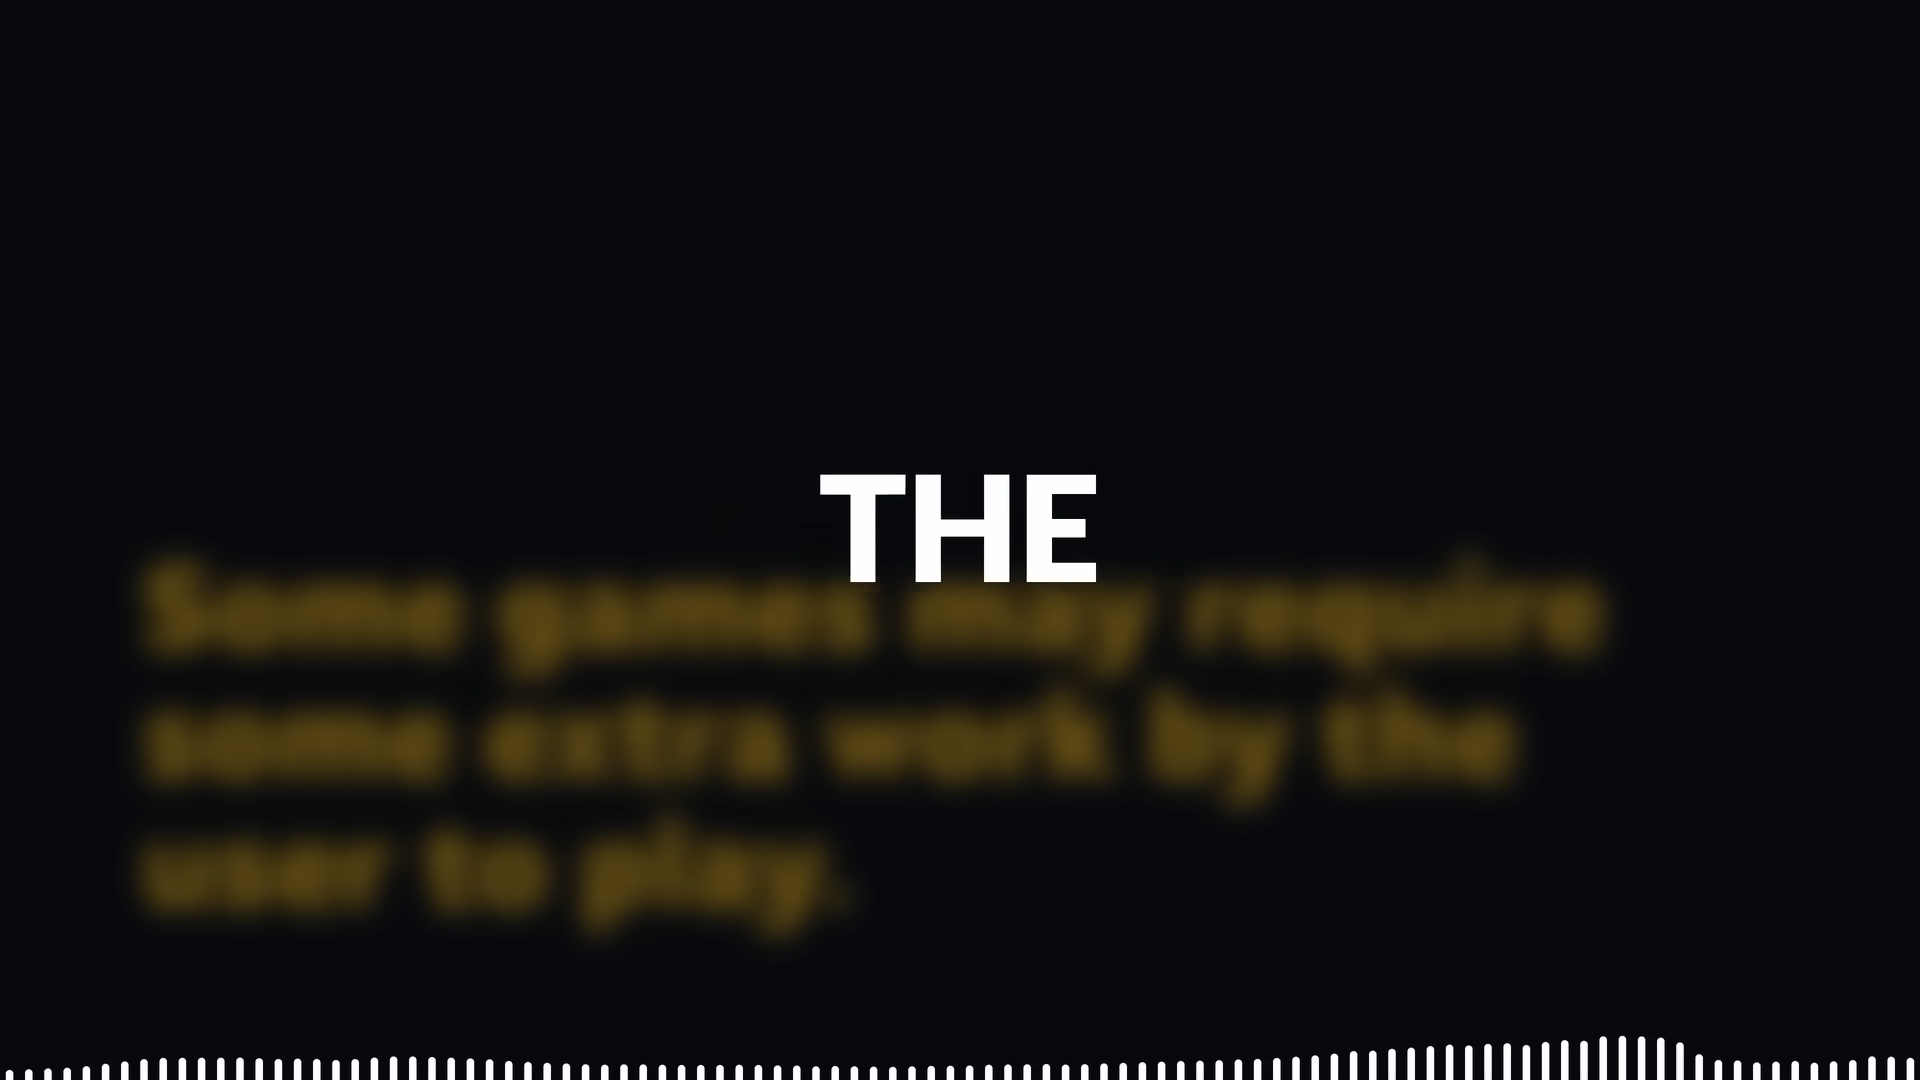 THE
Some games may require
some extra work by the
user to play.